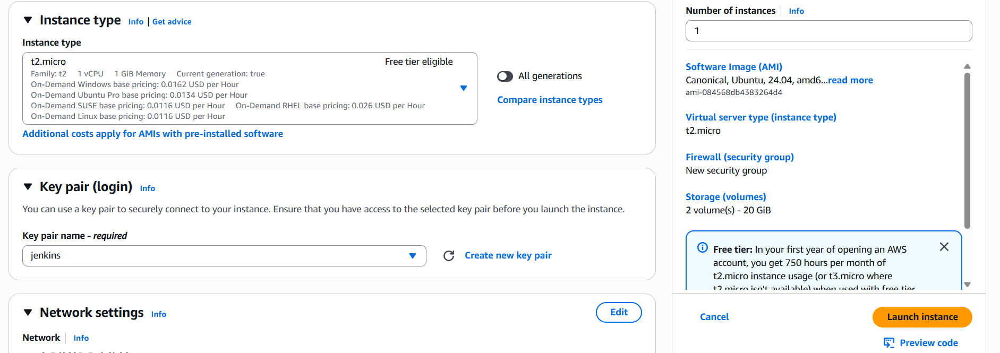 Instance type Info | Get advice
Instance type
t2.micro Free tier eligible
Family: t2 1 vCPU 1 GiB Memory Current generation: true
On-Demand Windows base pricing: 0.0162 USD per Hour
On-Demand Ubuntu Pro base pricing: 0.0134 USD per Hour
On-Demand SUSE base pricing: 0.0116 USD per Hour On-Demand RHEL base pricing: 0.026 USD per Hour
On-Demand Linux base pricing: 0.0116 USD per Hour
All generations
Compare instance types
Additional costs apply for AMIs with pre-installed software
Key pair (login) Info
You can use a key pair to securely connect to your instance. Ensure that you have access to the selected key pair before you launch the instance.
Key pair name - required
jenkins
Create new key pair
Network settings Info
Edit
Network Info
Number of instances Info
1
Software Image (AMI)
Canonical, Ubuntu, 24.04, amd6...read more
ami-084568db4383264d4
Virtual server type (instance type)
t2.micro
Firewall (security group)
New security group
Storage (volumes)
2 volume(s) - 20 GiB
Free tier: In your first year of opening an AWS
account, you get 750 hours per month of
t2.micro instance usage (or t3.micro where
t2.micro isn't available) when used with free tier
Cancel
Launch instance
Preview code